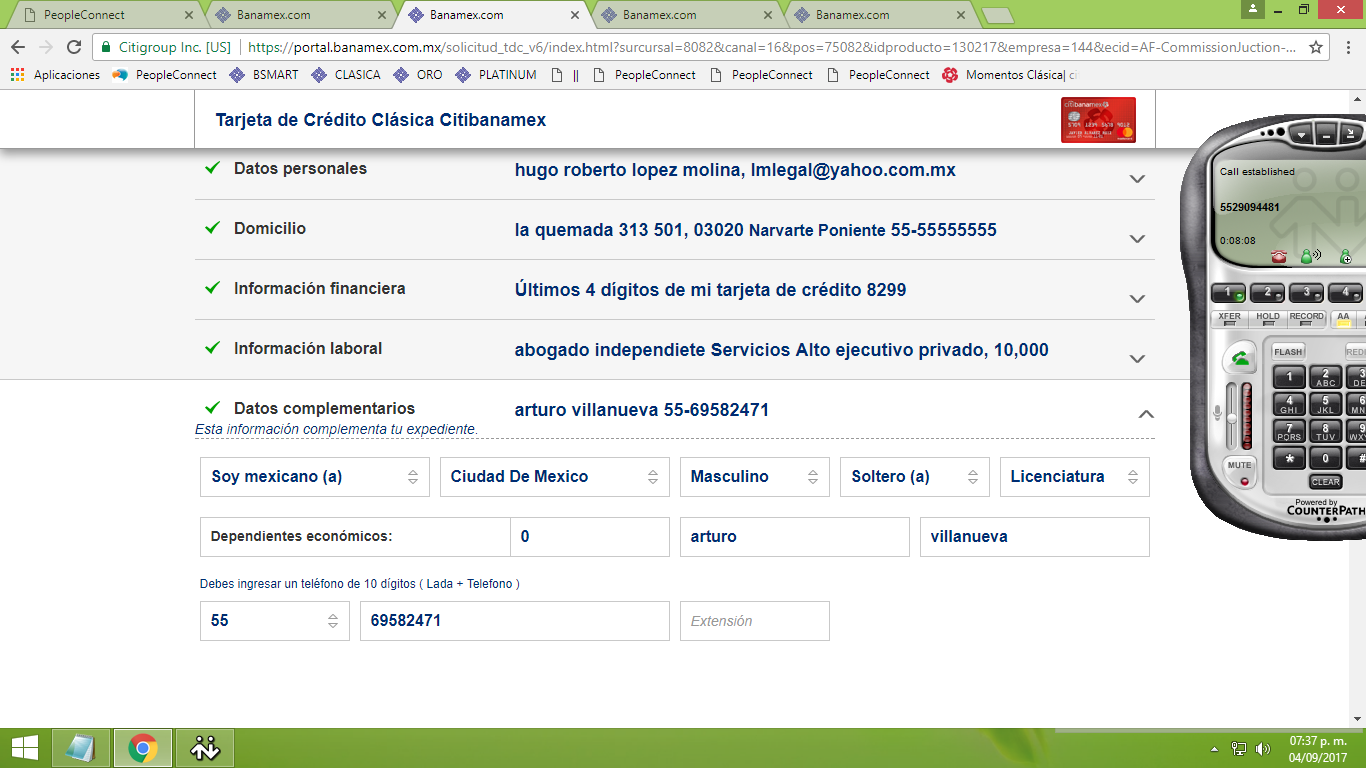 PeopleConnect
Banamex.com
Banamex.com
Banamex.com
Banamex.com
Citigroup Inc. [US]
https://portal.banamex.com.mx/solicitud_tdc_v6/index.html?sursursal=8082&canal=16&pos=75082&idproducto=130217&empresa=144&ecid=AF-CommissionJuction-...
Aplicaciones
PeopleConnect
BSMART
CLASICA
ORO
PLATINUM
||
PeopleConnect
PeopleConnect
PeopleConnect
Momentos Clásica| ci
Tarjeta de Crédito Clásica Citibanamex
citibanamex
Datos personales
hugo roberto lopez molina, lmlegal@yahoo.com.mx
Domicilio
la quemada 313 501, 03020 Narvarte Poniente 55-55555555
Información financiera
Últimos 4 dígitos de mi tarjeta de crédito 8299
Información laboral
abogado independiete Servicios Alto ejecutivo privado, 10,000
Datos complementarios
arturo villanueva 55-69582471
Esta información complementa tu expediente.
Soy mexicano (a)
Ciudad De Mexico
Masculino
Soltero (a)
Licenciatura
Dependientes económicos:
0
arturo
villanueva
Debes ingresar un teléfono de 10 dígitos ( Lada + Telefono )
55
69582471
Extensión
Call established
5529094481
0:08:08
1 2 3 4
XFER HOLD RECORD AA
FLASH RED
1 2 ABC 3 DE
4 GHI 5 JKL 6 MN
7 PQRS 8 TUV 9 WXY
* 0 #
MUTE
CLEAR
Powered by
COUNTERPATH
07:37 p. m.
04/09/2017